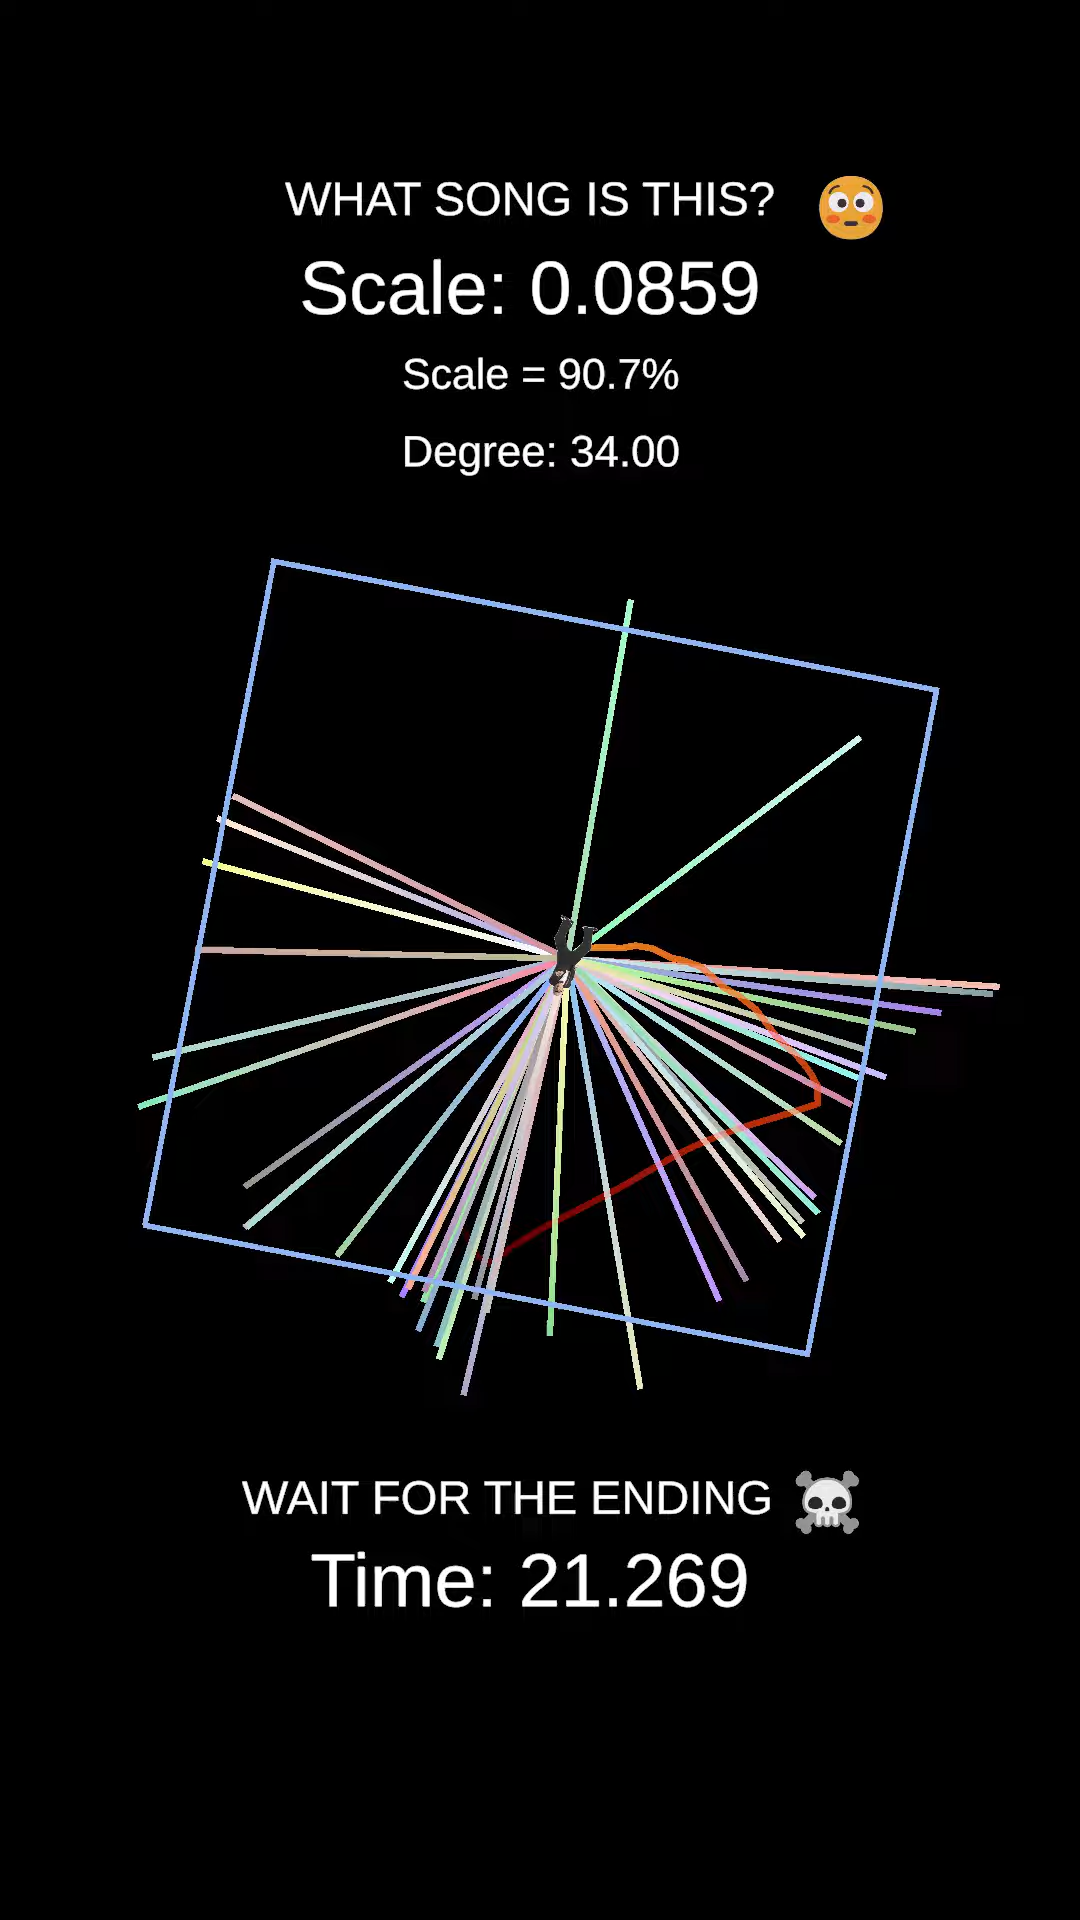 WHAT SONG IS THIS? 😳
Scale: 0.0859
Scale = 90.7%
Degree: 34.00
WAIT FOR THE ENDING ☠️
Time: 21.269